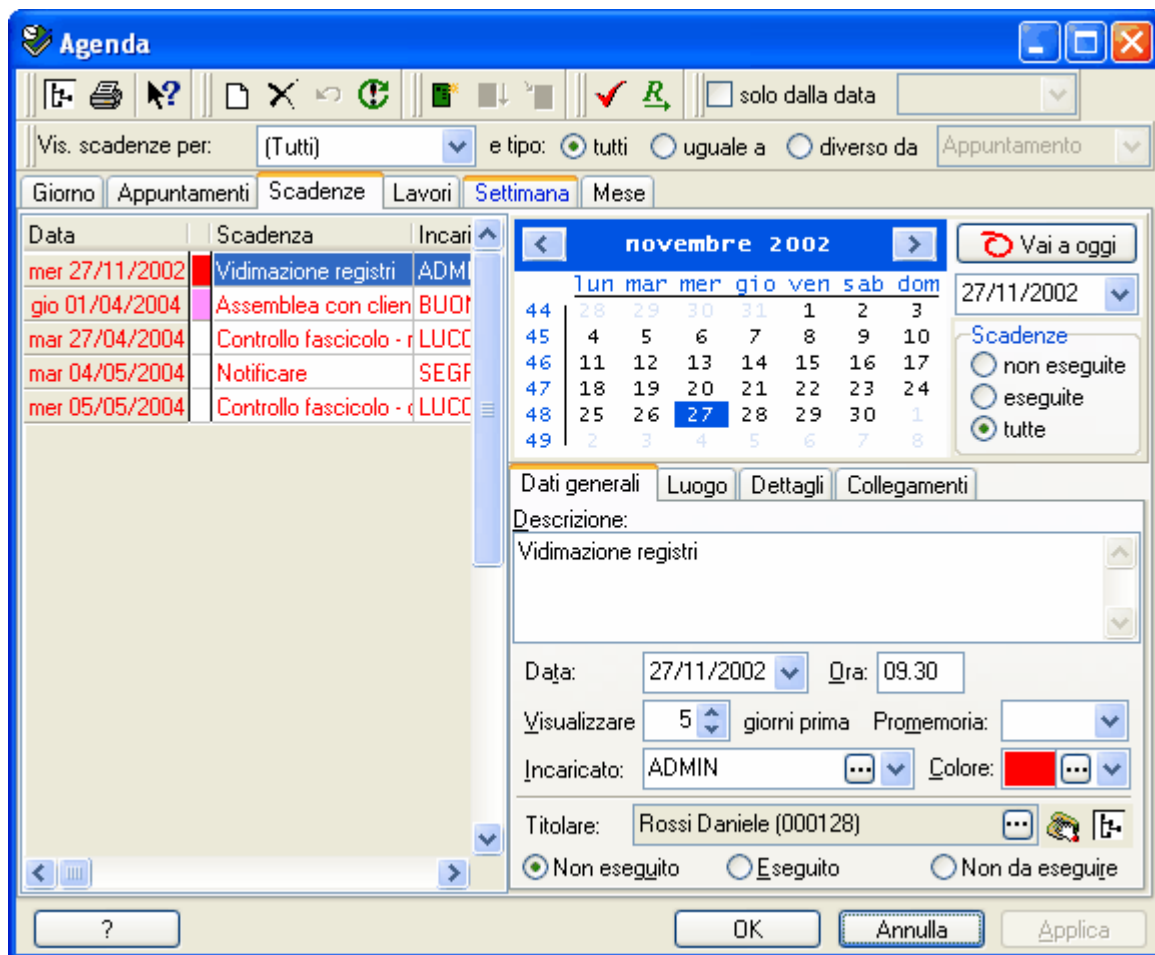 Agenda
solo dalla data
Vis. scadenze per: (Tutti) e tipo: tutti uguale a diverso da Appuntamento
Giorno Appuntamenti Scadenze Lavori Settimana Mese
Data Scadenza Incari
mer 27/11/2002 Vidimazione registri ADMI
gio 01/04/2004 Assemblea con clien BUON
mar 27/04/2004 Controllo fascicolo - r LUCC
mar 04/05/2004 Notificare SEGR
mer 05/05/2004 Controllo fascicolo - d LUCC
novembre 2002
lun mar mer gio ven sab dom
44 28 29 30 31 1 2 3
45 4 5 6 7 8 9 10
46 11 12 13 14 15 16 17
47 18 19 20 21 22 23 24
48 25 26 27 28 29 30 1
49 2 3 4 5 6 7 8
Vai a oggi
27/11/2002
Scadenze
non eseguite
eseguite
tutte
Dati generali Luogo Dettagli Collegamenti
Descrizione:
Vidimazione registri
Data: 27/11/2002 Ora: 09.30
Visualizzare 5 giorni prima Promemoria:
Incaricato: ADMIN Colore:
Titolare: Rossi Daniele (000128)
Non eseguito Eseguito Non da eseguire
? OK Annulla Applica